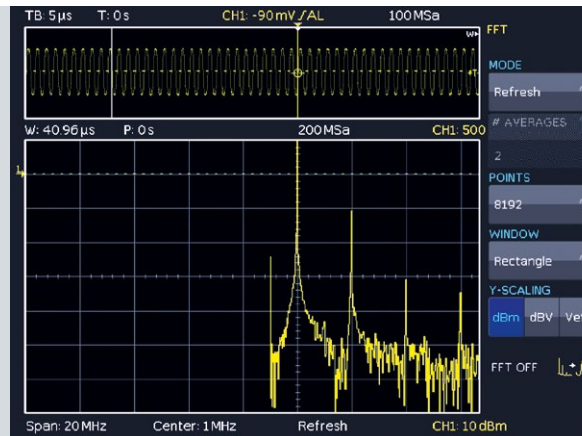 TB: 5µs T: 0s CH1: -90mV / AL 100MSa
FFT
MODE
Refresh
# AVERAGES
2
W: 40.96µs P: 0s 200MSa CH1: 500
POINTS
8192
WINDOW
Rectangle
Y-SCALING
dBm dBV
FFT OFF
1
Span: 20MHz Center: 1MHz Refresh CH1: 10dBm